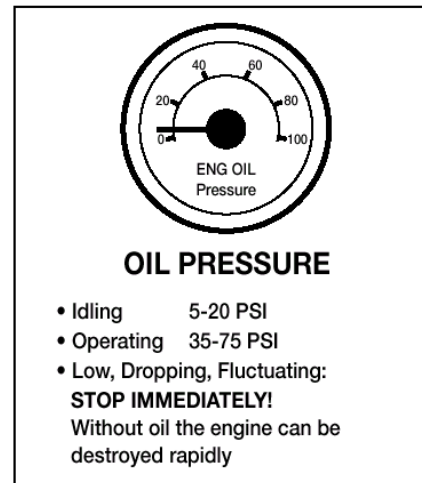 40 60
20 80
0 100
ENG OIL
Pressure
OIL PRESSURE
• Idling 5-20 PSI
• Operating 35-75 PSI
• Low, Dropping, Fluctuating:
STOP IMMEDIATELY!
Without oil the engine can be
destroyed rapidly